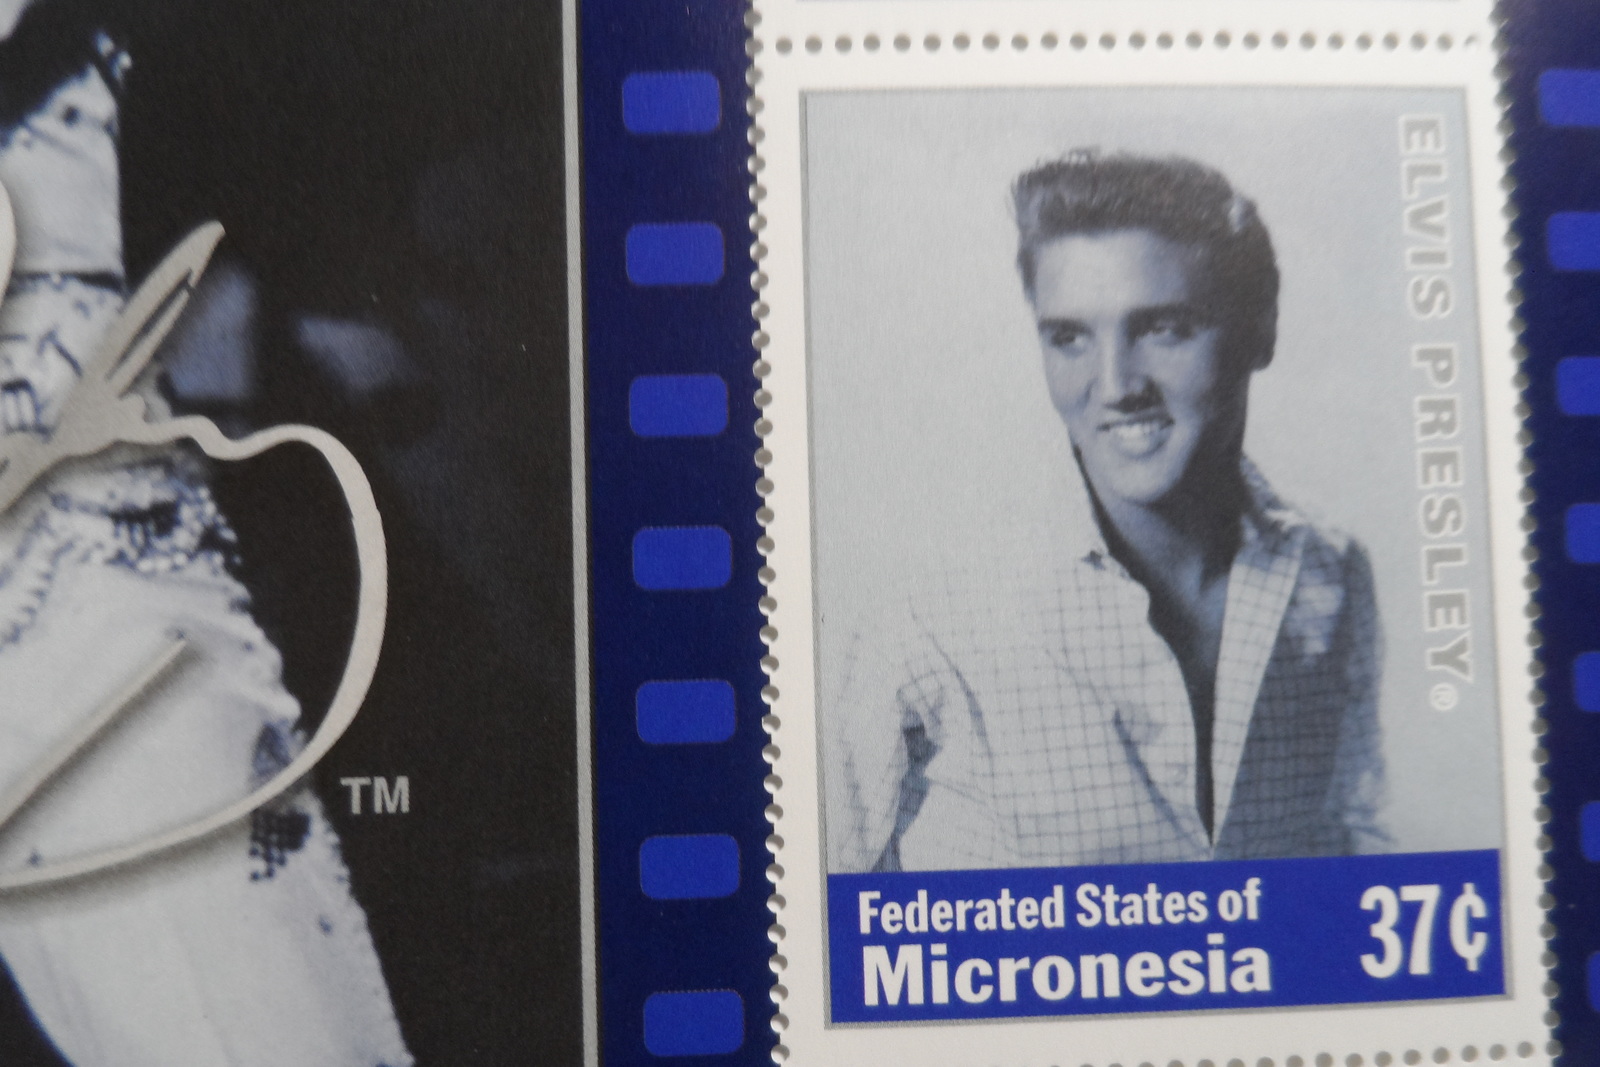 TM
ELVIS PRESLEY®
Federated States of
Micronesia
37¢